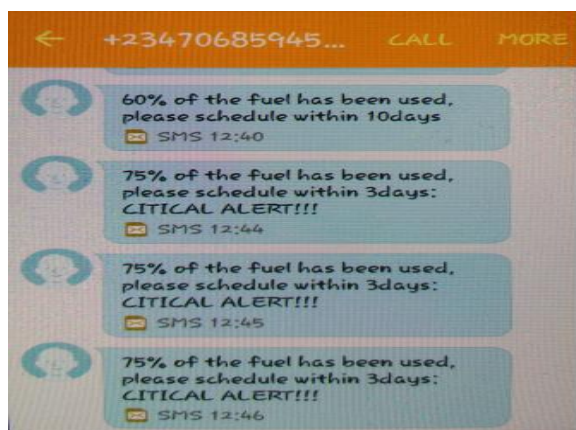 ← +23470685945... CALL MORE
60% of the fuel has been used,
please schedule within 10days
SMS 12:40
75% of the fuel has been used,
please schedule within 3days:
CITICAL ALERT!!!
SMS 12:44
75% of the fuel has been used,
please schedule within 3days:
CITICAL ALERT!!!
SMS 12:45
75% of the fuel has been used,
please schedule within 3days:
CITICAL ALERT!!!
SMS 12:46